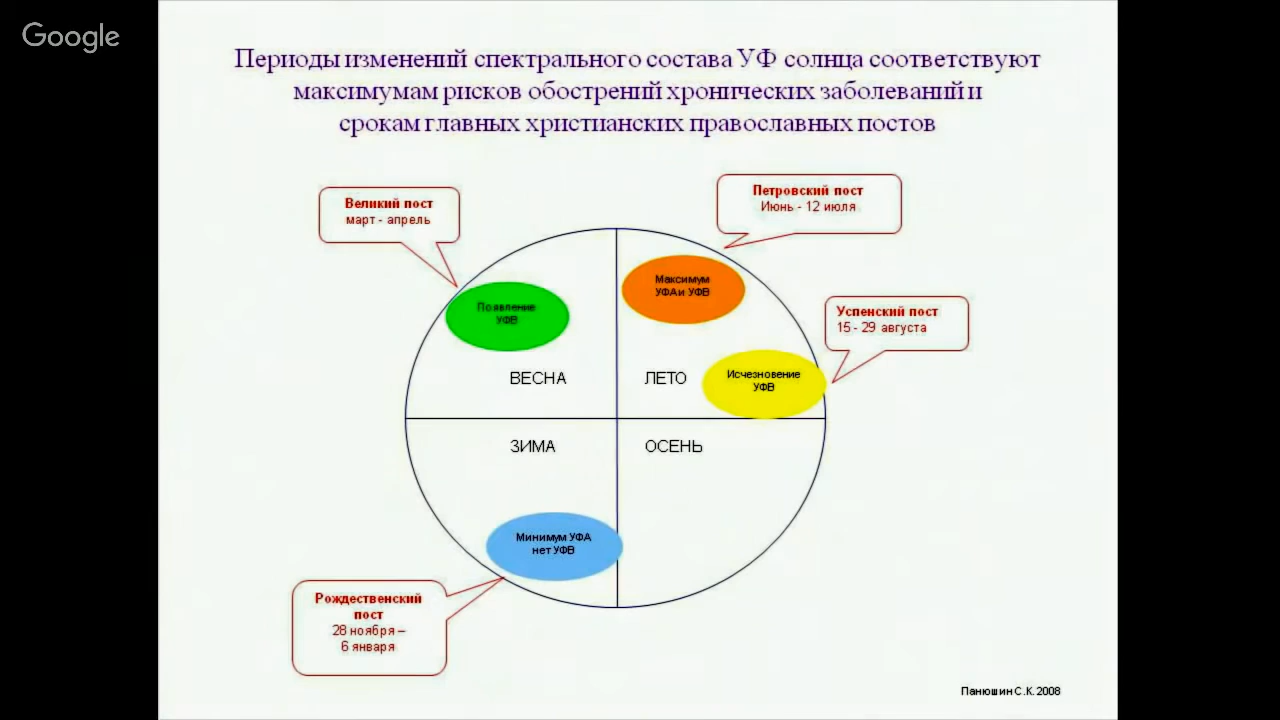 Google
Периоды изменений спектрального состава УФ солнца соответствуют
максимумам рисков обострений хронических заболеваний и
срокам главных христианских православных постов
Великий пост
март - апрель
Петровский пост
Июнь - 12 июля
Успенский пост
15 - 29 августа
Появление
УФВ
Максимум
УФА и УФВ
Исчезновение
УФВ
ВЕСНА
ЛЕТО
ЗИМА
ОСЕНЬ
Минимум УФА
нет УФВ
Рождественский
пост
28 ноября –
6 января
Панюшин С.К. 2008